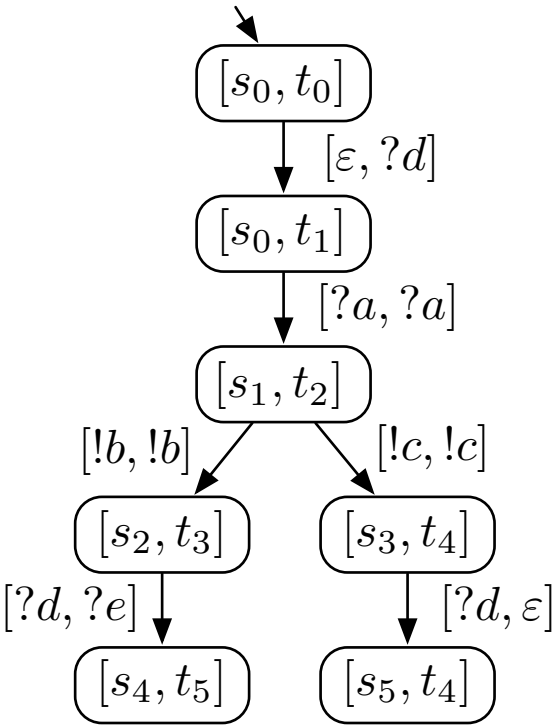 [s₀, t₀]
[ε, ?d]
[s₀, t₁]
[?a, ?a]
[s₁, t₂]
[!b, !b] [!c, !c]
[s₂, t₃] [s₃, t₄]
[?d, ?e] [?d, ε]
[s₄, t₅] [s₅, t₄]